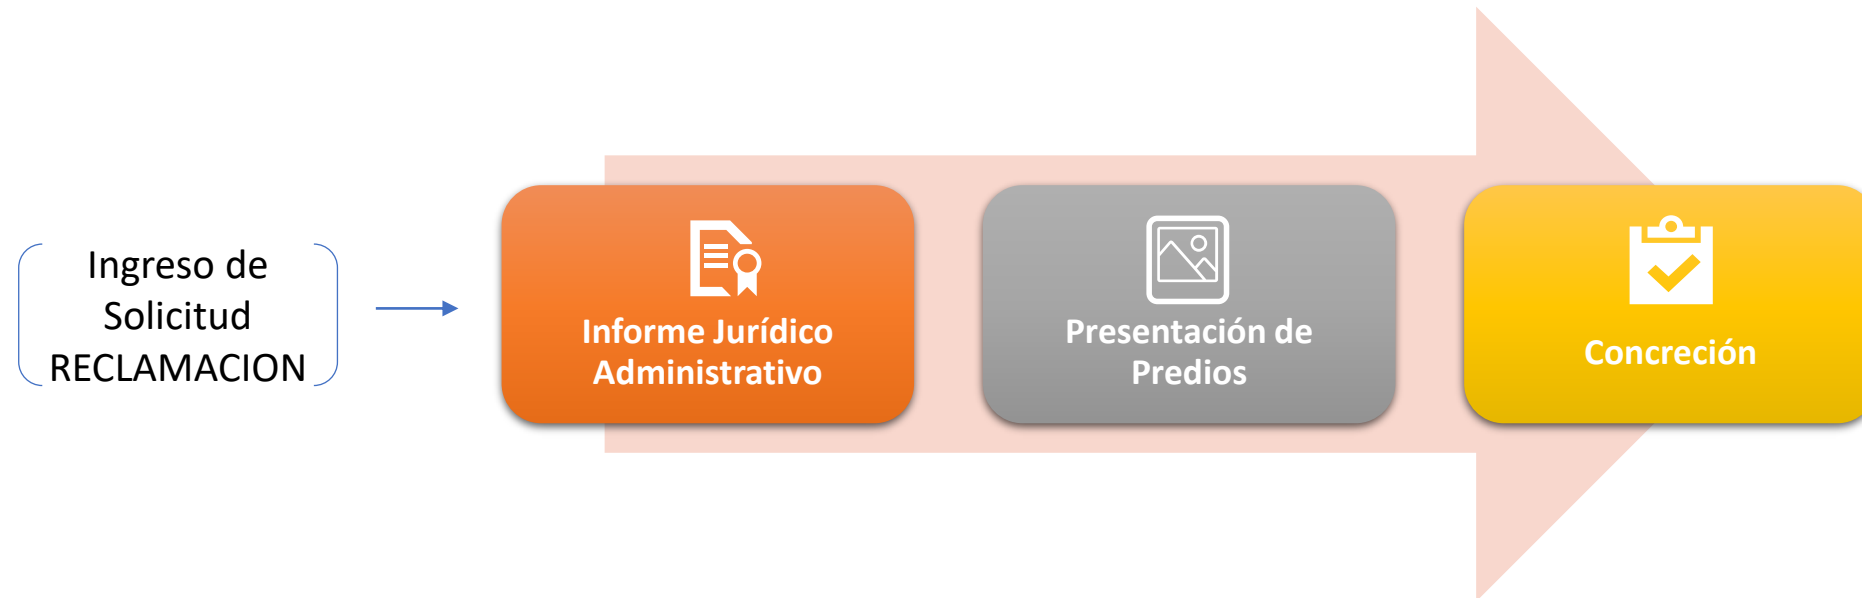 Ingreso de
Solicitud
RECLAMACION
Informe Jurídico
Administrativo
Presentación de
Predios
Concreción